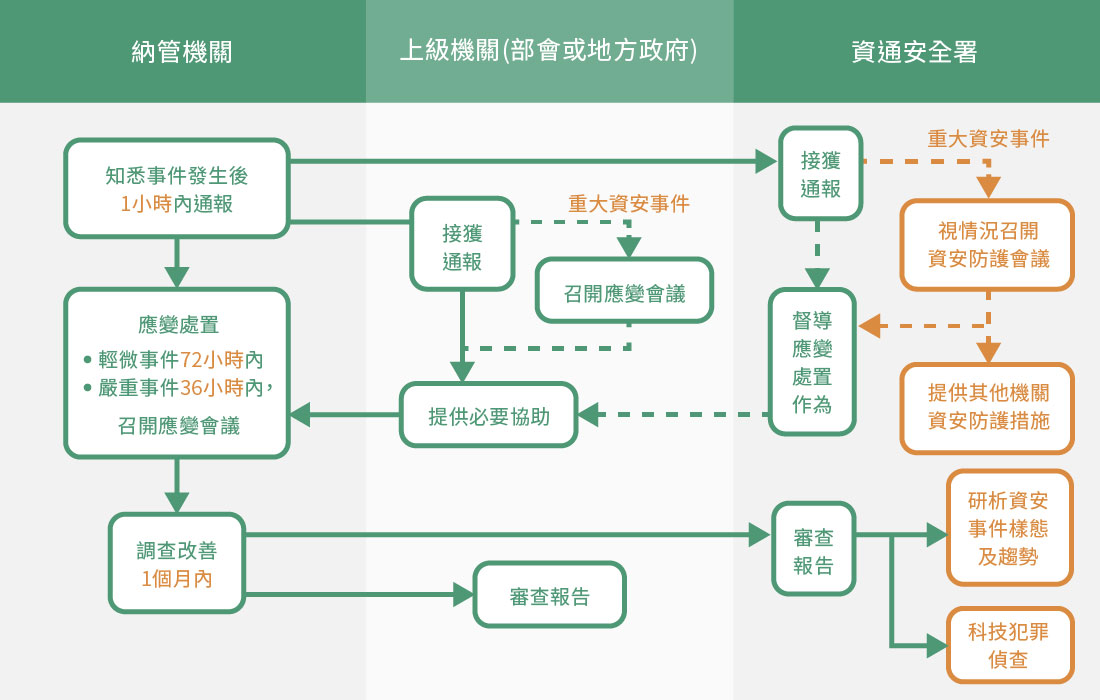 納管機關
上級機關(部會或地方政府)
資通安全署
知悉事件發生後
1小時內通報
接獲
通報
重大資安事件
召開應變會議
接獲
通報
重大資安事件
視情況召開
資安防護會議
應變處置
• 輕微事件72小時內
• 嚴重事件36小時內，
召開應變會議
提供必要協助
督導
應變
處置
作為
提供其他機關
資安防護措施
調查改善
1個月內
審查報告
審查
報告
研析資安
事件樣態
及趨勢
科技犯罪
偵查